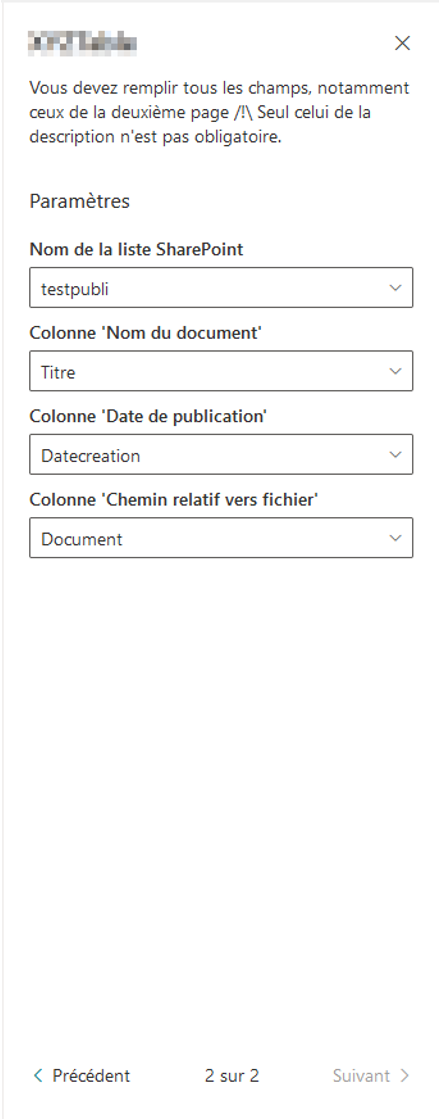 Vous devez remplir tous les champs, notamment
ceux de la deuxième page /!\ Seul celui de la
description n'est pas obligatoire.
Paramètres
Nom de la liste SharePoint
testpubli
Colonne 'Nom du document'
Titre
Colonne 'Date de publication'
Datecreation
Colonne 'Chemin relatif vers fichier'
Document
Précédent
2 sur 2
Suivant